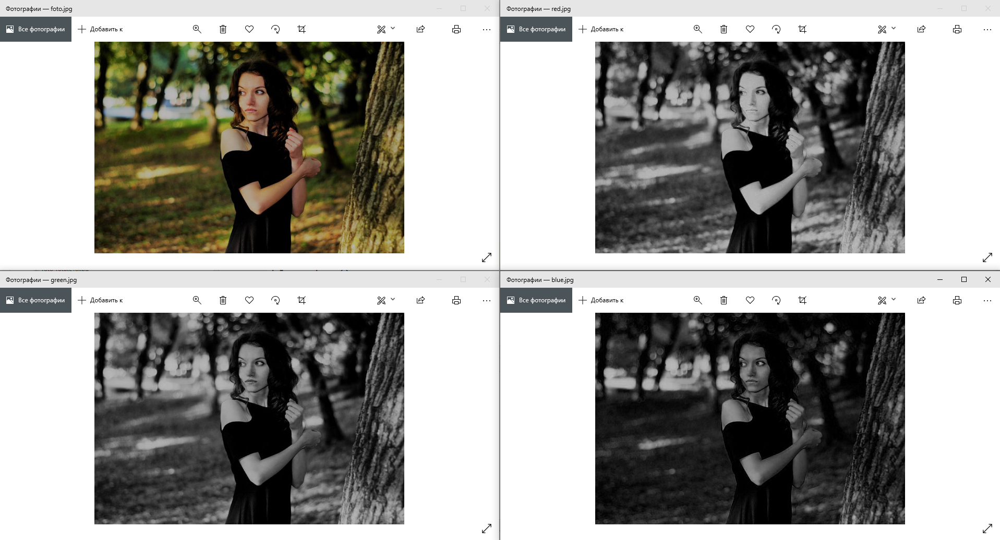 Фотографии — foto.jpg
Все фотографии
Добавить к
Фотографии — red.jpg
Все фотографии
Добавить к
Фотографии — green.jpg
Все фотографии
Добавить к
Фотографии — blue.jpg
Все фотографии
Добавить к